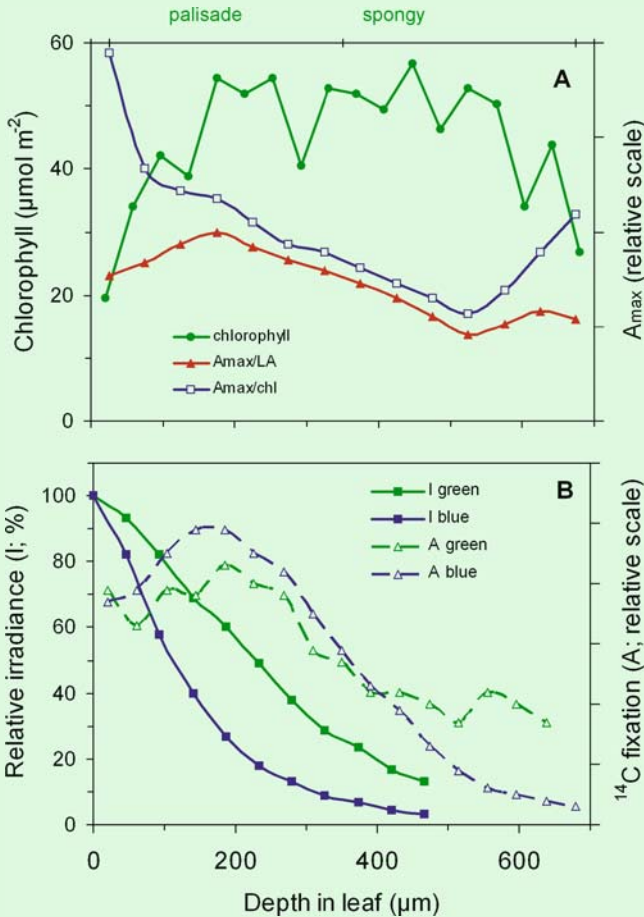 palisade spongy
60
40
20
0
Chlorophyll (µmol m⁻²)
A
chlorophyll
Amax/LA
Amax/chl
Amax (relative scale)
100
80
60
40
20
0
Relative irradiance (I; %)
B
I green
I blue
A green
A blue
¹⁴C fixation (A; relative scale)
0 200 400 600
Depth in leaf (µm)